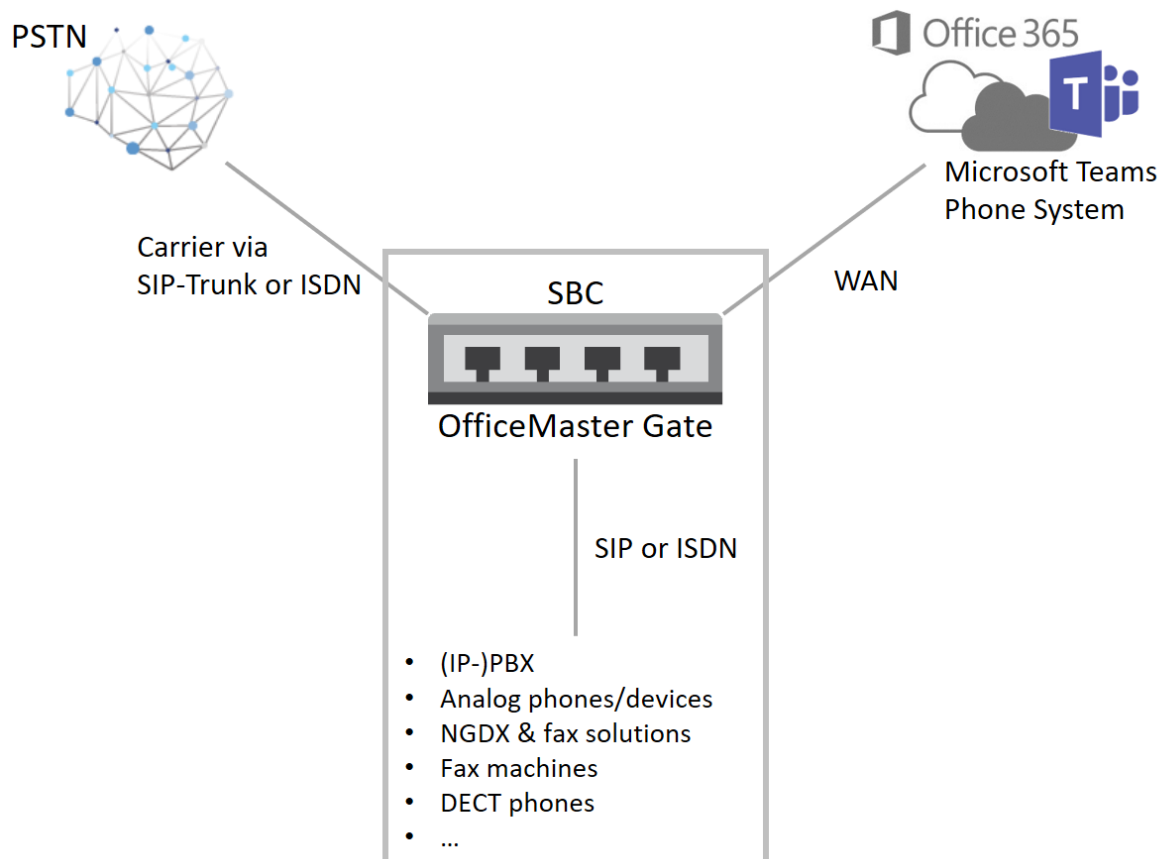 PSTN
Office 365
T
Microsoft Teams
Phone System
Carrier via
SIP-Trunk or ISDN
WAN
SBC
OfficeMaster Gate
SIP or ISDN
• (IP-)PBX
• Analog phones/devices
• NGDX & fax solutions
• Fax machines
• DECT phones
• ...